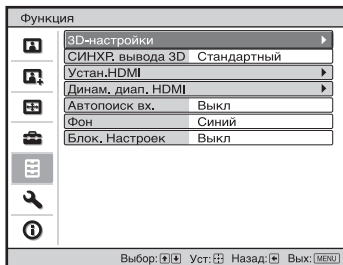 Функция
3D-настройки
СИНХР. вывода 3D Стандартный
Устан.HDMI
Динам. диап. HDMI
Автопоиск вх. Выкл
Фон Синий
Блок. Настроек Выкл
Выбор: Уст: Назад: Вых: MENU